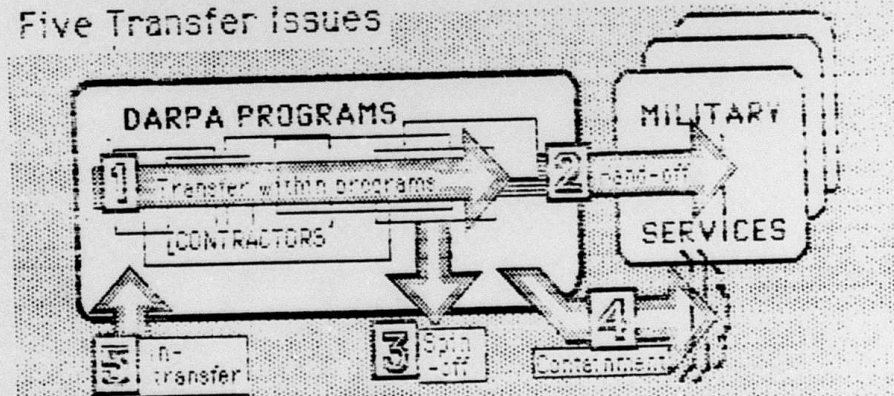 Five Transfer Issues
DARPA PROGRAMS
MILITARY
SERVICES
1
Transfer within programs
2
Hand-off
CONTRACTORS
5
In-
transfer
3
Spin
-off
4
Containment